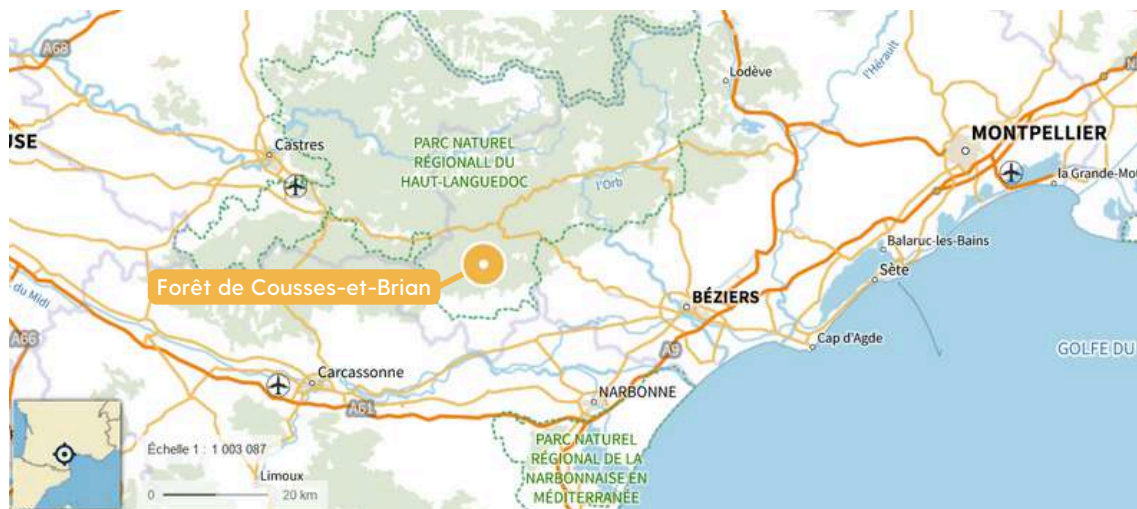 A68
Lodève
l'Hérault
N
USE
Castres
PARC NATUREL
RÉGIONALL DU
HAUT-LANGUEDOC
MONTPELLIER
l'Orb
la Grande-Mot
Balaruc-les-Bains
Sète
Forêt de Cousses-et-Brian
du Midi
BÉZIERS
Cap d'Agde
A66
A9
GOLFE DU
Carcassonne
NARBONNE
A61
PARC NATUREL
RÉGIONAL DE LA
NARBONNAISE EN
MÉDITERRANÉE
Échelle 1 : 1 003 087
Limoux
0
20 km